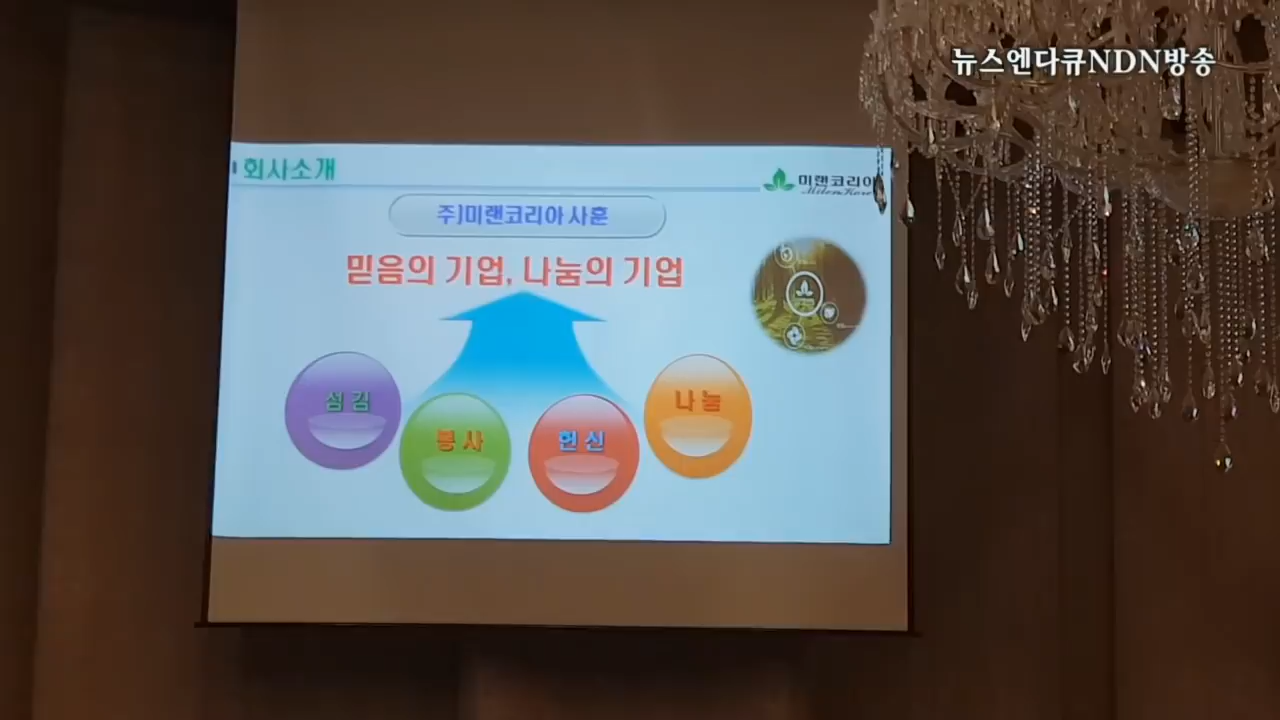 뉴스엔다큐NDN방송
회사소개
미랜코리아
주)미랜코리아 사훈
믿음의 기업, 나눔의 기업
섬 김
봉 사
헌 신
나 눔